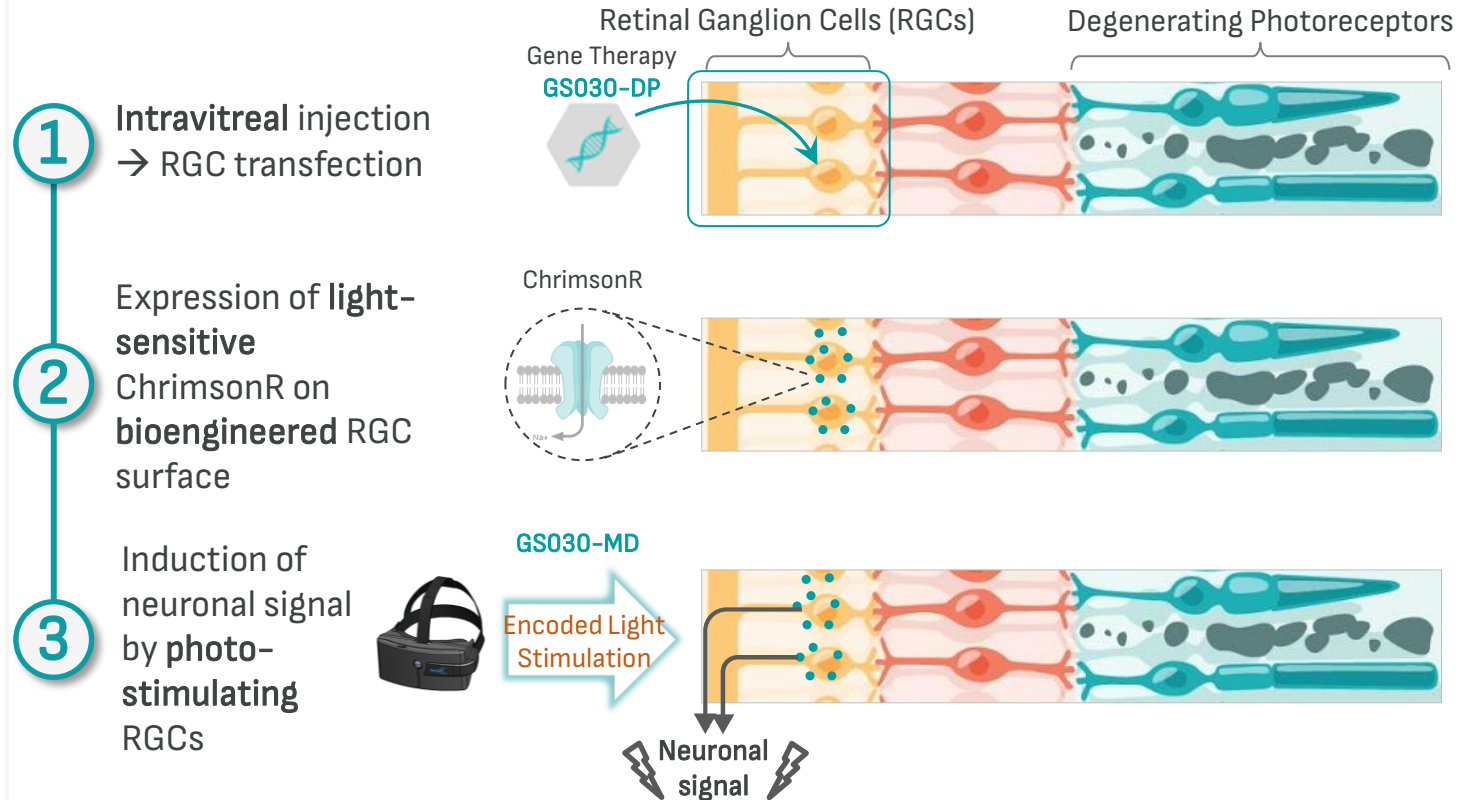 Retinal Ganglion Cells (RGCs)
Degenerating Photoreceptors
Gene Therapy
GS030-DP
1
Intravitreal injection
→ RGC transfection
ChrimsonR
2
Expression of light-
sensitive
ChrimsonR on
bioengineered RGC
surface
Na+
GS030-MD
3
Induction of
neuronal signal
by photo-
stimulating
RGCs
Encoded Light
Stimulation
Neuronal
signal